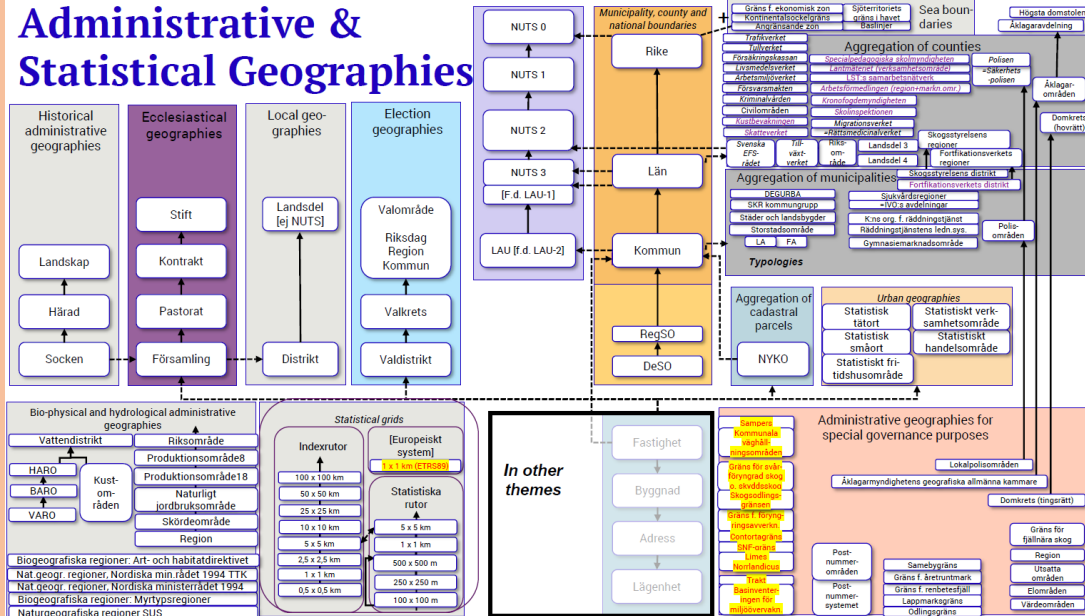 Administrative &
Statistical Geographies
Historical
administrative
geographies
Landskap
Härad
Socken
Ecclesiastical
geographies
Stift
Kontrakt
Pastorat
Församling
Local geo-
graphies
Landsdel
[ej NUTS]
Distrikt
Election
geographies
Valområde
Riksdag
Region
Kommun
Valkrets
Valdistrikt
NUTS 0
NUTS 1
NUTS 2
NUTS 3
[F.d. LAU-1]
LAU [f.d. LAU-2]
Municipality, county and
national boundaries
Rike
Län
Kommun
RegSO
DeSO
+
Gräns f. ekonomisk zon
Kontinentalsockelgräns
Angränsande zon
Sjöterritoriets
gräns i havet
Baslinjer
Sea boun-
daries
Högsta domstolen
Åklagaravdelning
Trafikverket
Tullverket
Försäkringskassan
Livsmedelsverket
Arbetsmiljöverket
Försvarsmakten
Kriminalvården
Civilområden
Kustbevakningen
Skatteverket
Aggregation of counties
Specialpedagogiska skolmyndigheten
Lantmäteriet (verksamhetsområde)
LST:s samarbetsnätverk
Arbetsförmedlingen (region+markn.omr.)
Kronofogdemyndigheten
Skolinspektionen
Migrationsverket
=Rättsmedicinalverket
Polisen
=Säkerhets
-polisen
Åklagar-
områden
Domkrets
(hovrätt)
Svenska
EFS-
rådet
Till-
växt-
verket
Riks-
om-
råde
Landsdel 3
Landsdel 4
Skogsstyrelsens
regioner
Fortfikationsverkets
regioner
Aggregation of municipalities
Skogsstyrelsens distrikt
Fortfikationsverkets distrikt
DEGURBA
SKR kommungrupp
Städer och landsbygder
Storstadsområde
LA
FA
Typologies
Sjukvårdsregioner
=IVO:s avdelningar
K:ns org. f. räddningstjänst
Räddningstjänstens ledn.sys.
Gymnasiemarknadsområde
Polis-
områden
Aggregation of
cadastral
parcels
NYKO
Urban geographies
Statistisk
tätort
Statistisk
småort
Statistiskt fri-
tidshusområde
Statistiskt verk-
samhetsområde
Statistiskt
handelsområde
Bio-physical and hydrological administrative
geographies
Vattendistrikt
HARO
BARO
VARO
Kust-
om-
råden
Riksområde
Produktionsområde8
Produktionsområde18
Naturligt
jordbruksområde
Skördeområde
Region
Biogeografiska regioner: Art- och habitatdirektivet
Nat.geogr. regioner, Nordiska min.rådet 1994 TTK
Nat.geogr. regioner, Nordiska ministerrådet 1994
Biogeografiska regioner: Myrtypsregioner
Naturgeografiska regioner SUS
Statistical grids
Indexrutor
100 x 100 km
50 x 50 km
25 x 25 km
10 x 10 km
5 x 5 km
2,5 x 2,5 km
1 x 1 km
0,5 x 0,5 km
[Europeiskt
system]
1 x 1 km (ETRS89)
Statistiska
rutor
5 x 5 km
1 x 1 km
500 x 500 m
250 x 250 m
100 x 100 m
In other
themes
Fastighet
Byggnad
Adress
Lägenhet
Sampers
Kommunala
väghåll-
ningsområden
Gräns för svår-
föryngrad skog
o. skyddsskog
Skogsodlings-
gränsen
Gräns f. föryng-
ringsavverkn.
Contortagräns
SNF-gräns
Limes
Norrlandicus
Trakt
Basinventer-
ingen för
miljöövervakn.
Administrative geographies for
special governance purposes
Lokalpolisområden
Åklagarmyndighetens geografiska allmänna kammare
Domkrets (tingsrätt)
Post-
nummer-
områden
Post-
nummer-
systemet
Samebygräns
Gräns f. åretruntmark
Gräns f. renbetesfjäll
Lappmarksgräns
Odlingsgräns
Gräns för
fjällnära skog
Region
Utsatta
områden
Elområden
Värdeområden